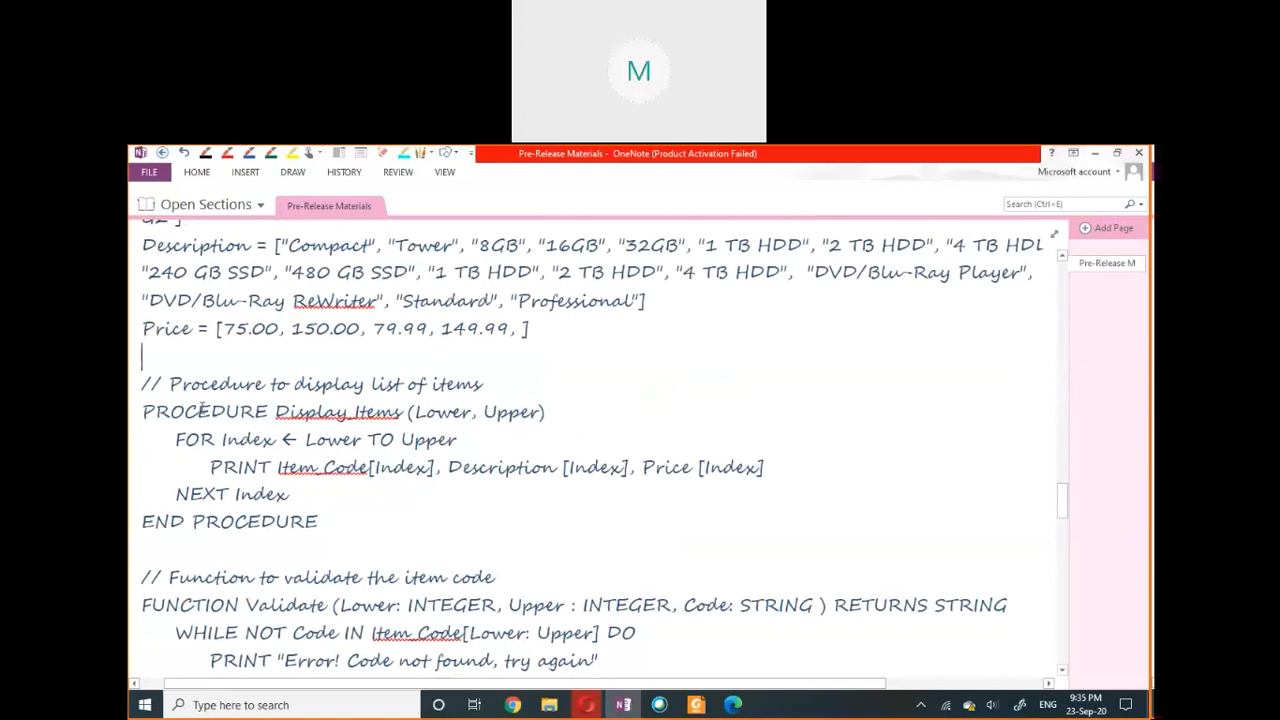 M
Pre-Release Materials - OneNote (Product Activation Failed)
FILE HOME INSERT DRAW HISTORY REVIEW VIEW Microsoft account
Open Sections Pre-Release Materials Search (Ctrl+E)
Add Page
Pre-Release M
Description = ["Compact", "Tower", "8GB", "16GB", "32GB", "1 TB HDD", "2 TB HDD", "4 TB HDD
"240 GB SSD", "480 GB SSD", "1 TB HDD", "2 TB HDD", "4 TB HDD", "DVD/Blu-Ray Player",
"DVD/Blu-Ray ReWriter", "Standard", "Professional"]
Price = [75.00, 150.00, 79.99, 149.99, ]
// Procedure to display list of items
PROCEDURE Display_Items (Lower, Upper)
FOR Index ← Lower TO Upper
PRINT Item_Code[Index], Description [Index], Price [Index]
NEXT Index
END PROCEDURE
// Function to validate the item code
FUNCTION Validate (Lower: INTEGER, Upper : INTEGER, Code: STRING ) RETURNS STRING
WHILE NOT Code IN Item_Code[Lower: Upper] DO
PRINT "Error! Code not found, try again"
Type here to search
ENG
9:35 PM
23-Sep-20